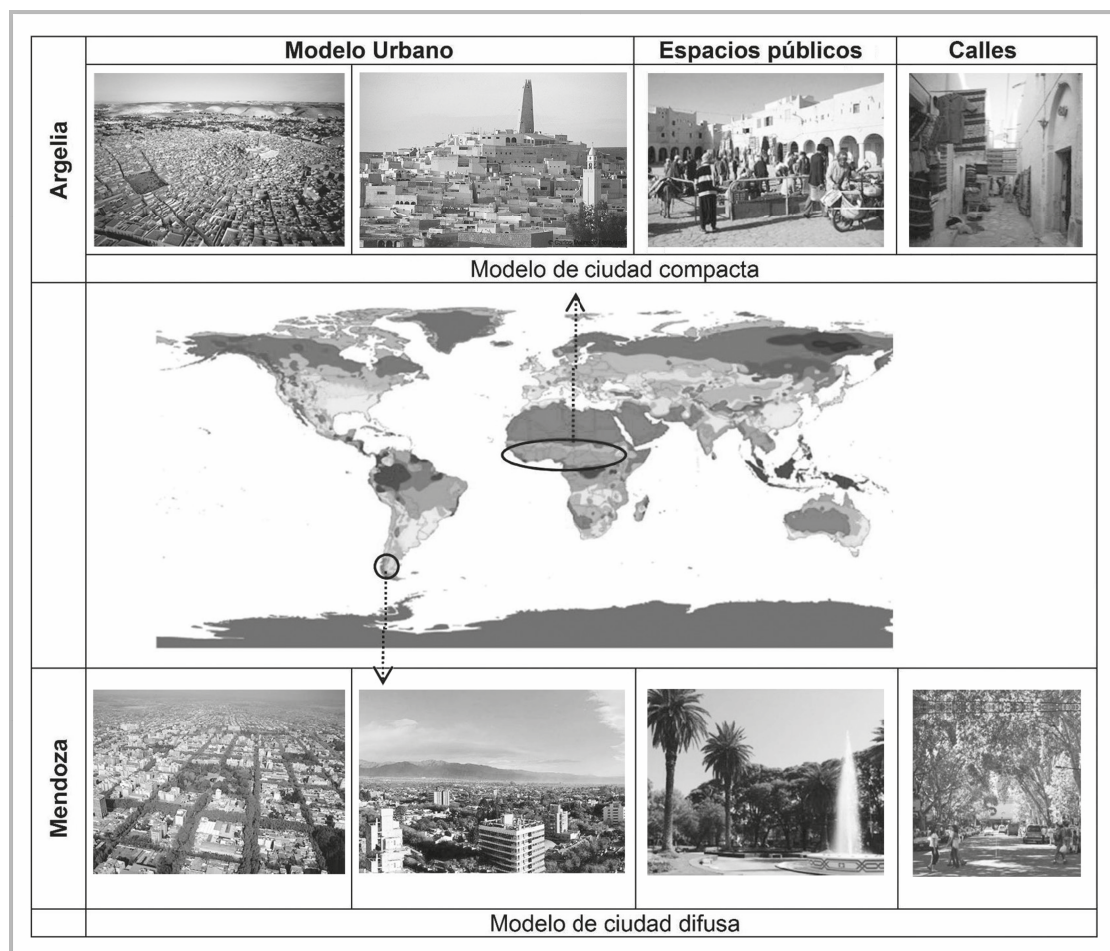 Modelo Urbano
Espacios públicos
Calles
Argelia
Modelo de ciudad compacta
Mendoza
Modelo de ciudad difusa